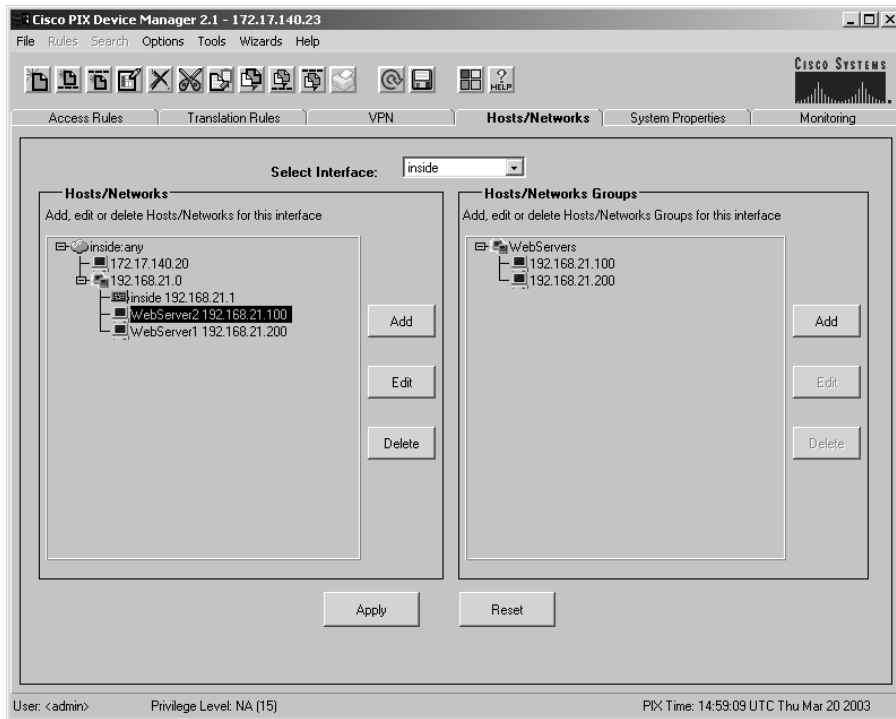 Cisco PIX Device Manager 2.1 - 172.17.140.23
File Rules Search Options Tools Wizards Help
CISCO SYSTEMS
HELP
Access Rules Translation Rules VPN Hosts/Networks System Properties Monitoring
Select Interface: inside
Hosts/Networks
Add, edit or delete Hosts/Networks for this interface
inside:any
172.17.140.20
192.168.21.0
inside 192.168.21.1
WebServer2 192.168.21.100
WebServer1 192.168.21.200
Add
Edit
Delete
Hosts/Networks Groups
Add, edit or delete Hosts/Networks Groups for this interface
WebServers
192.168.21.100
192.168.21.200
Add
Edit
Delete
Apply Reset
User: <admin> Privilege Level: NA (15) PIX Time: 14:59:09 UTC Thu Mar 20 2003